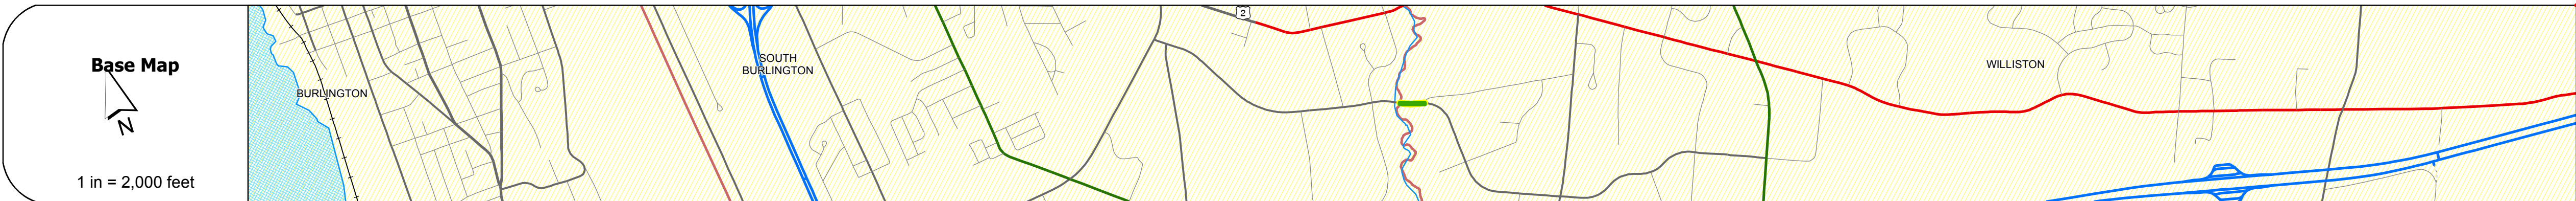 Base Map
N
1 in = 2,000 feet
BURLINGTON
SOUTH
BURLINGTON
2
WILLISTON